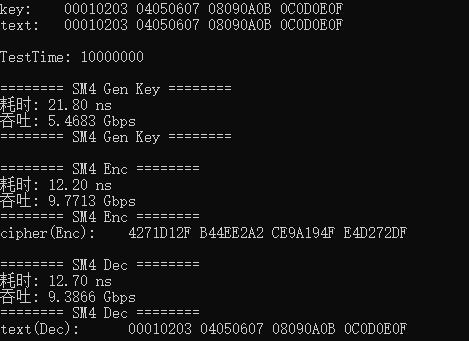 key: 00010203 04050607 08090A0B 0C0D0E0F
text: 00010203 04050607 08090A0B 0C0D0E0F
TestTime: 10000000
======== SM4 Gen Key ========
耗时: 21.80 ns
吞吐: 5.4683 Gbps
======== SM4 Gen Key ========
======== SM4 Enc ========
耗时: 12.20 ns
吞吐: 9.7713 Gbps
======== SM4 Enc ========
cipher(Enc): 4271D12F B44EE2A2 CE9A194F E4D272DF
======== SM4 Dec ========
耗时: 12.70 ns
吞吐: 9.3866 Gbps
======== SM4 Dec ========
text(Dec): 00010203 04050607 08090A0B 0C0D0E0F